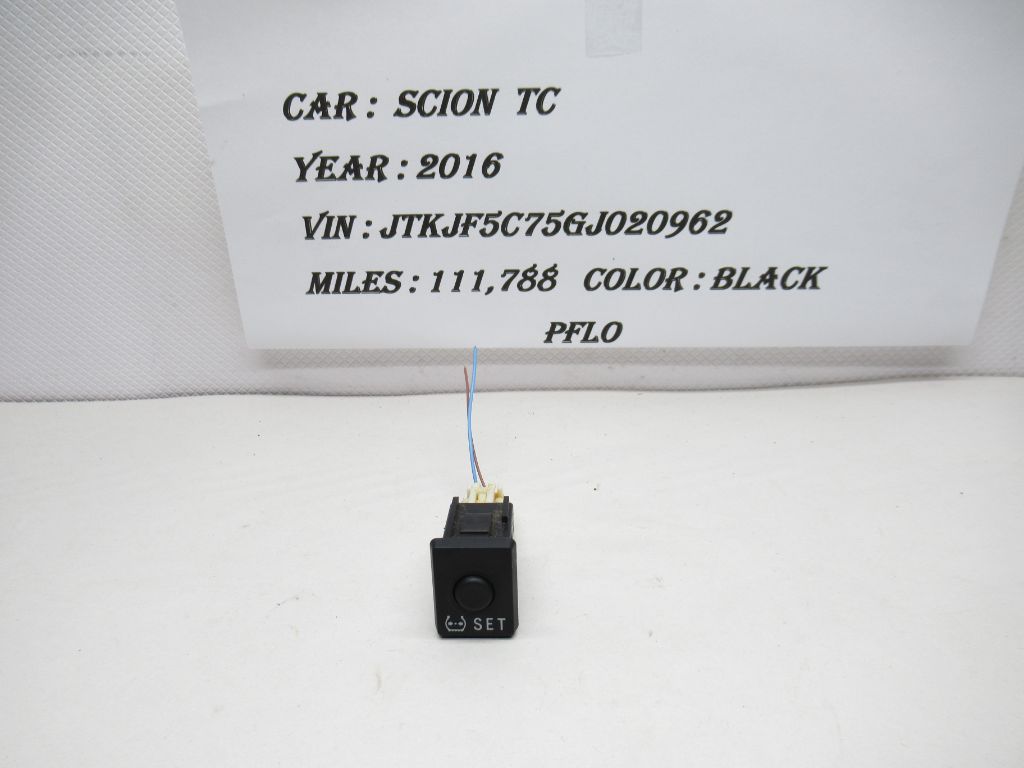 CAR : SCION TC
YEAR : 2016
VIN : JTKJF5C75GJ020962
MILES : 111,788 COLOR : BLACK
PFLO
SET